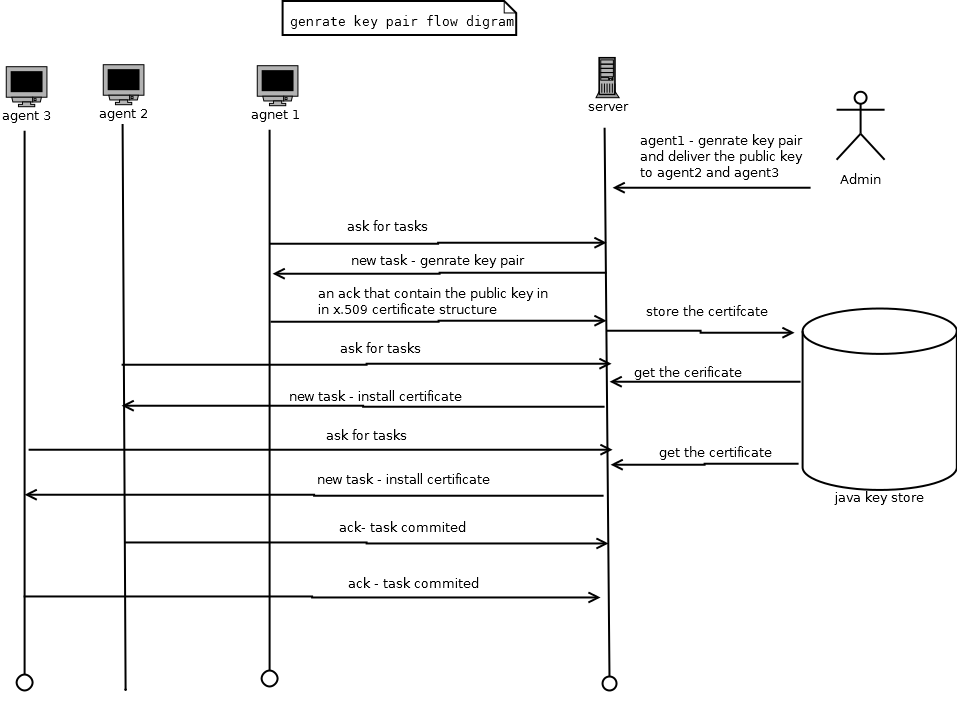 genrate key pair flow digram
agent 3
agent 2
agnet 1
server
Admin
agent1 - genrate key pair
and deliver the public key
to agent2 and agent3
ask for tasks
new task - genrate key pair
an ack that contain the public key in
in x.509 certificate structure
store the certifcate
ask for tasks
get the cerificate
new task - install certificate
ask for tasks
get the certificate
new task - install certificate
java key store
ack- task commited
ack - task commited